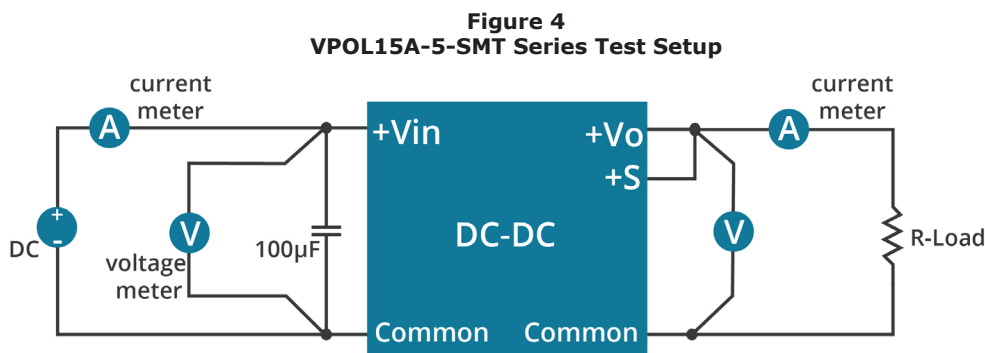 Figure 4
VPOL15A-5-SMT Series Test Setup
current
meter
current
meter
A
+Vin
+Vo
A
+S
+
-
DC
V
100µF
DC-DC
V
R-Load
voltage
meter
Common
Common